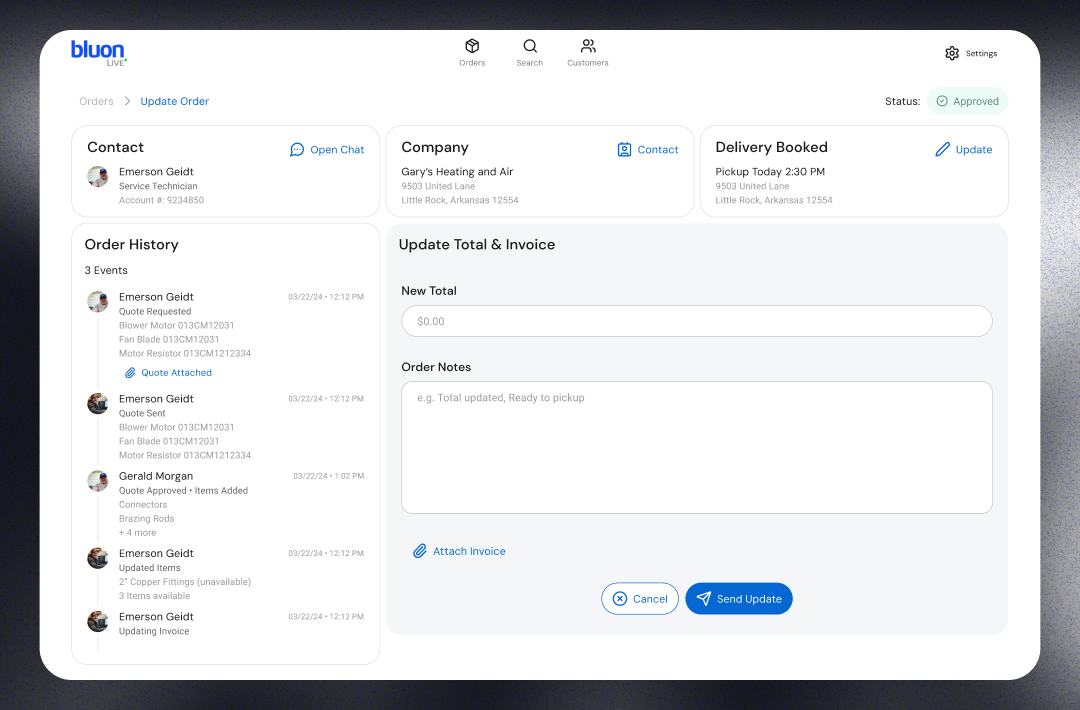 bluon
LIVE
Orders
Search
Customers
Settings
Orders
Update Order
Status:
Approved
Contact
Open Chat
Emerson Geidt
Service Technician
Account #: 9234850
Company
Contact
Gary's Heating and Air
9503 United Lane
Little Rock, Arkansas 12554
Delivery Booked
Update
Pickup Today 2:30 PM
9503 United Lane
Little Rock, Arkansas 12554
Order History
3 Events
Emerson Geidt
03/22/24 • 12:12 PM
Quote Requested
Blower Motor 013CM12031
Fan Blade 013CM12031
Motor Resistor 013CM1212334
Quote Attached
Emerson Geidt
03/22/24 • 12:12 PM
Quote Sent
Blower Motor 013CM12031
Fan Blade 013CM12031
Motor Resistor 013CM1212334
Gerald Morgan
03/22/24 • 1:02 PM
Quote Approved • Items Added
Connectors
Brazing Rods
+ 4 more
Emerson Geidt
03/22/24 • 12:12 PM
Updated Items
2" Copper Fittings (unavailable)
3 Items available
Emerson Geidt
03/22/24 • 12:12 PM
Updating Invoice
Update Total & Invoice
New Total
$0.00
Order Notes
e.g. Total updated, Ready to pickup
Attach Invoice
Cancel
Send Update